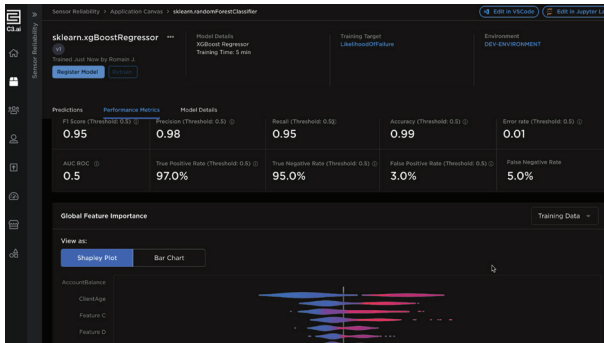 C3.ai
»
Sensor Reliability
Sensor Reliability > Application Canvas > sklearn.randomForestClassifier
Edit in VSCode
Edit in Jupyter La
sklearn.xgBoostRegressor ...
v1
Trained Just Now by Romain J.
Register Model
Retrain
Model Details
XGBoost Regressor
Training Time: 5 min
Training Target
LikelihoodOfFailure
Environment
DEV-ENVIRONMENT
Predictions Performance Metrics Model Details
F1 Score (Threshold: 0.5)
0.95
Precision (Threshold: 0.5)
0.98
Recall (Threshold: 0.5)
0.95
Accuracy (Threshold: 0.5)
0.99
Error rate (Threshold: 0.5)
0.01
AUC ROC
0.5
True Positive Rate (Threshold: 0.5)
97.0%
True Negative Rate (Threshold: 0.5)
95.0%
False Positive Rate (Threshold: 0.5)
3.0%
False Negative Rate
5.0%
Global Feature Importance
Training Data
View as:
Shapley Plot
Bar Chart
AccountBalance
ClientAge
Feature C
Feature D